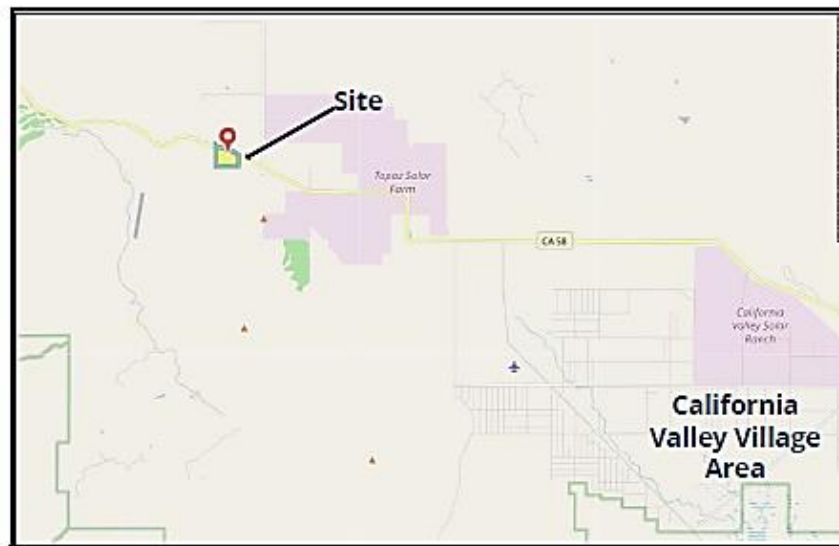 Site
Topaz Solar
Farm
CA 58
California
Valley Solar
Ranch
California
Valley Village
Area